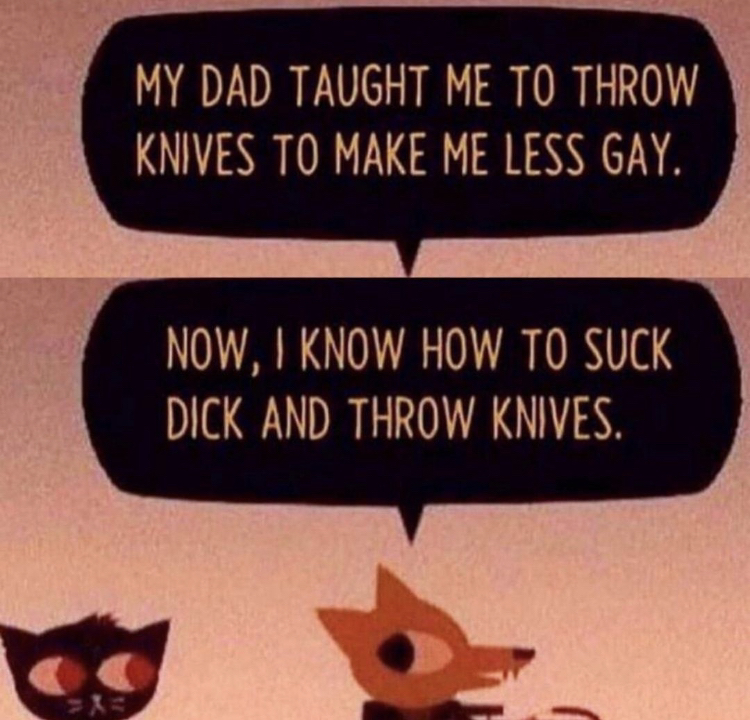 MY DAD TAUGHT ME TO THROW
KNIVES TO MAKE ME LESS GAY.
NOW, I KNOW HOW TO SUCK
DICK AND THROW KNIVES.